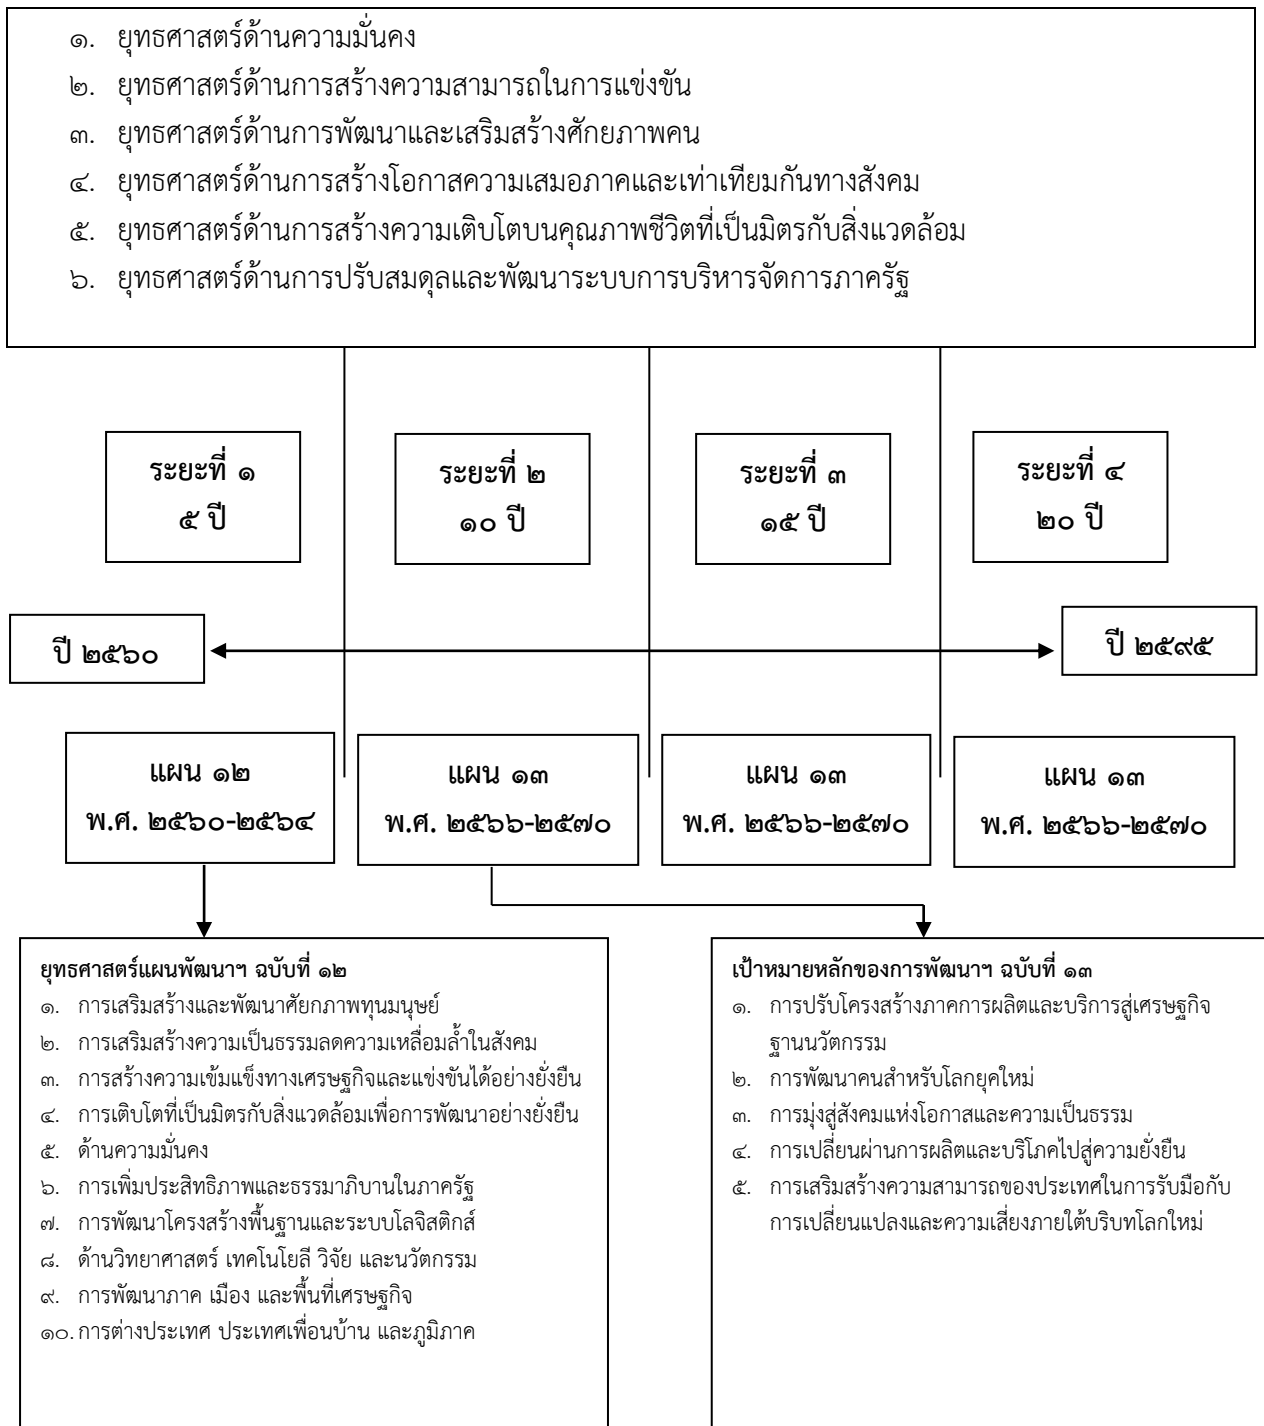 ๑. ยุทธศาสตร์ด้านความมั่นคง
๒. ยุทธศาสตร์ด้านการสร้างความสามารถในการแข่งขัน
๓. ยุทธศาสตร์ด้านการพัฒนาและเสริมสร้างศักยภาพคน
๔. ยุทธศาสตร์ด้านการสร้างโอกาสความเสมอภาคและเท่าเทียมกันทางสังคม
๕. ยุทธศาสตร์ด้านการสร้างความเติบโตบนคุณภาพชีวิตที่เป็นมิตรกับสิ่งแวดล้อม
๖. ยุทธศาสตร์ด้านการปรับสมดุลและพัฒนาระบบการบริหารจัดการภาครัฐ
ระยะที่ ๑
๕ ปี
ระยะที่ ๒
๑๐ ปี
ระยะที่ ๓
๑๕ ปี
ระยะที่ ๔
๒๐ ปี
ปี ๒๕๖๐
ปี ๒๕๙๕
แผน ๑๒
พ.ศ. ๒๕๖๐-๒๕๖๔
แผน ๑๓
พ.ศ. ๒๕๖๖-๒๕๗๐
แผน ๑๓
พ.ศ. ๒๕๖๖-๒๕๗๐
แผน ๑๓
พ.ศ. ๒๕๖๖-๒๕๗๐
ยุทธศาสตร์แผนพัฒนาฯ ฉบับที่ ๑๒
๑. การเสริมสร้างและพัฒนาศัยกภาพทุนมนุษย์
๒. การเสริมสร้างความเป็นธรรมลดความเหลื่อมล้ำในสังคม
๓. การสร้างความเข้มแข็งทางเศรษฐกิจและแข่งขันได้อย่างยั่งยืน
๔. การเติบโตที่เป็นมิตรกับสิ่งแวดล้อมเพื่อการพัฒนาอย่างยั่งยืน
๕. ด้านความมั่นคง
๖. การเพิ่มประสิทธิภาพและธรรมาภิบานในภาครัฐ
๗. การพัฒนาโครงสร้างพื้นฐานและระบบโลจิสติกส์
๘. ด้านวิทยาศาสตร์ เทคโนโยลี วิจัย และนวัตกรรม
๙. การพัฒนาภาค เมือง และพื้นที่เศรษฐกิจ
๑๐. การต่างประเทศ ประเทศเพื่อนบ้าน และภูมิภาค
เป้าหมายหลักของการพัฒนาฯ ฉบับที่ ๑๓
๑. การปรับโครงสร้างภาคการผลิตและบริการสู่เศรษฐกิจ
ฐานนวัตกรรม
๒. การพัฒนาคนสำหรับโลกยุคใหม่
๓. การมุ่งสู่สังคมแห่งโอกาสและความเป็นธรรม
๔. การเปลี่ยนผ่านการผลิตและบริโภคไปสู่ความยั่งยืน
๕. การเสริมสร้างความสามารถของประเทศในการรับมือกับ
การเปลี่ยนแปลงและความเสี่ยงภายใต้บริบทโลกใหม่